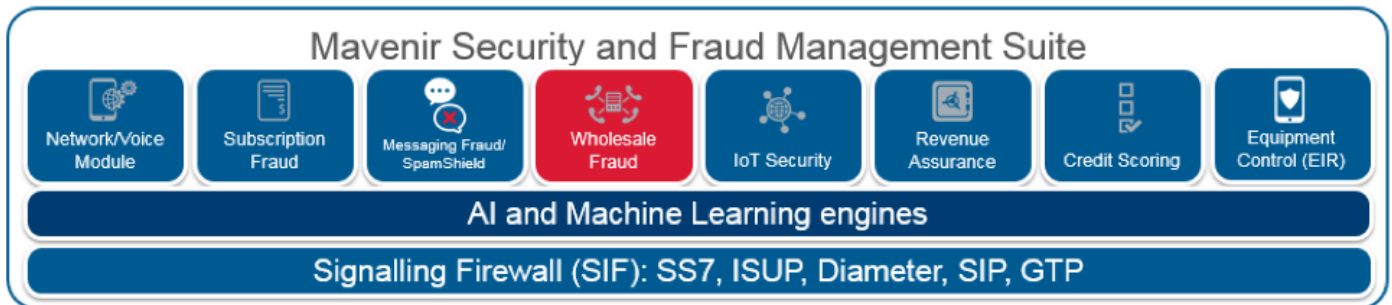 Mavenir Security and Fraud Management Suite
Network/Voice
Module
Subscription
Fraud
Messaging Fraud/
SpamShield
Wholesale
Fraud
IoT Security
Revenue
Assurance
Credit Scoring
Equipment
Control (EIR)
AI and Machine Learning engines
Signalling Firewall (SIF): SS7, ISUP, Diameter, SIP, GTP